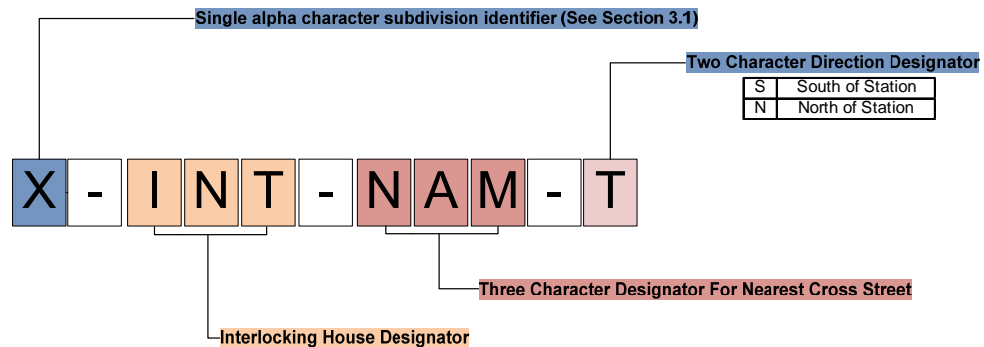 Single alpha character subdivision identifier (See Section 3.1)
Two Character Direction Designator
S South of Station
N North of Station
X - I N T - N A M - T
Three Character Designator For Nearest Cross Street
Interlocking House Designator